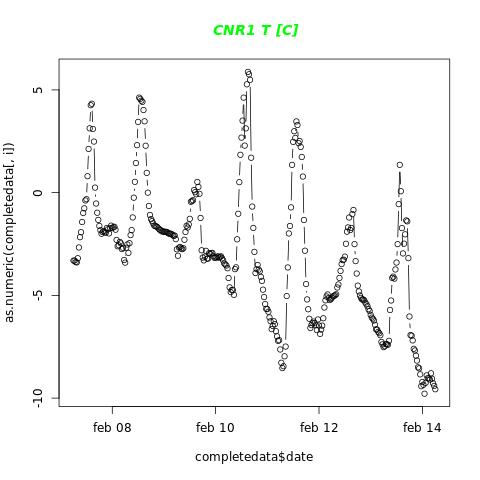 CNR1 T [C]
as.numeric(completedata[, i])
5
0
-5
-10
feb 08
feb 10
feb 12
feb 14
completedata$date